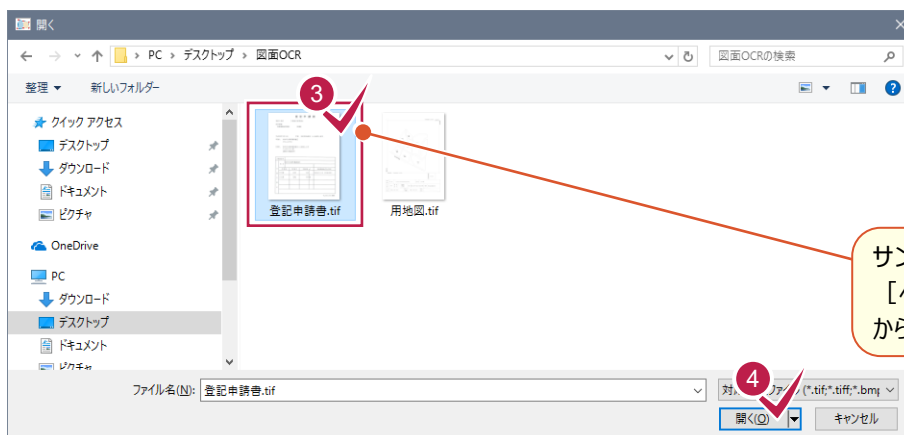 開く
PC › デスクトップ › 図面OCR
図面OCRの検索
整理 新しいフォルダー
3
クイック アクセス
デスクトップ
ダウンロード
ドキュメント
ピクチャ
OneDrive
PC
ダウンロード
デスクトップ
ドキュメント
登記申請書.tif
用地図.tif
サン
から
ファイル名(N): 登記申請書.tif
4
(*.tif;*.tiff;*.bmp
開く(O)
キャンセル